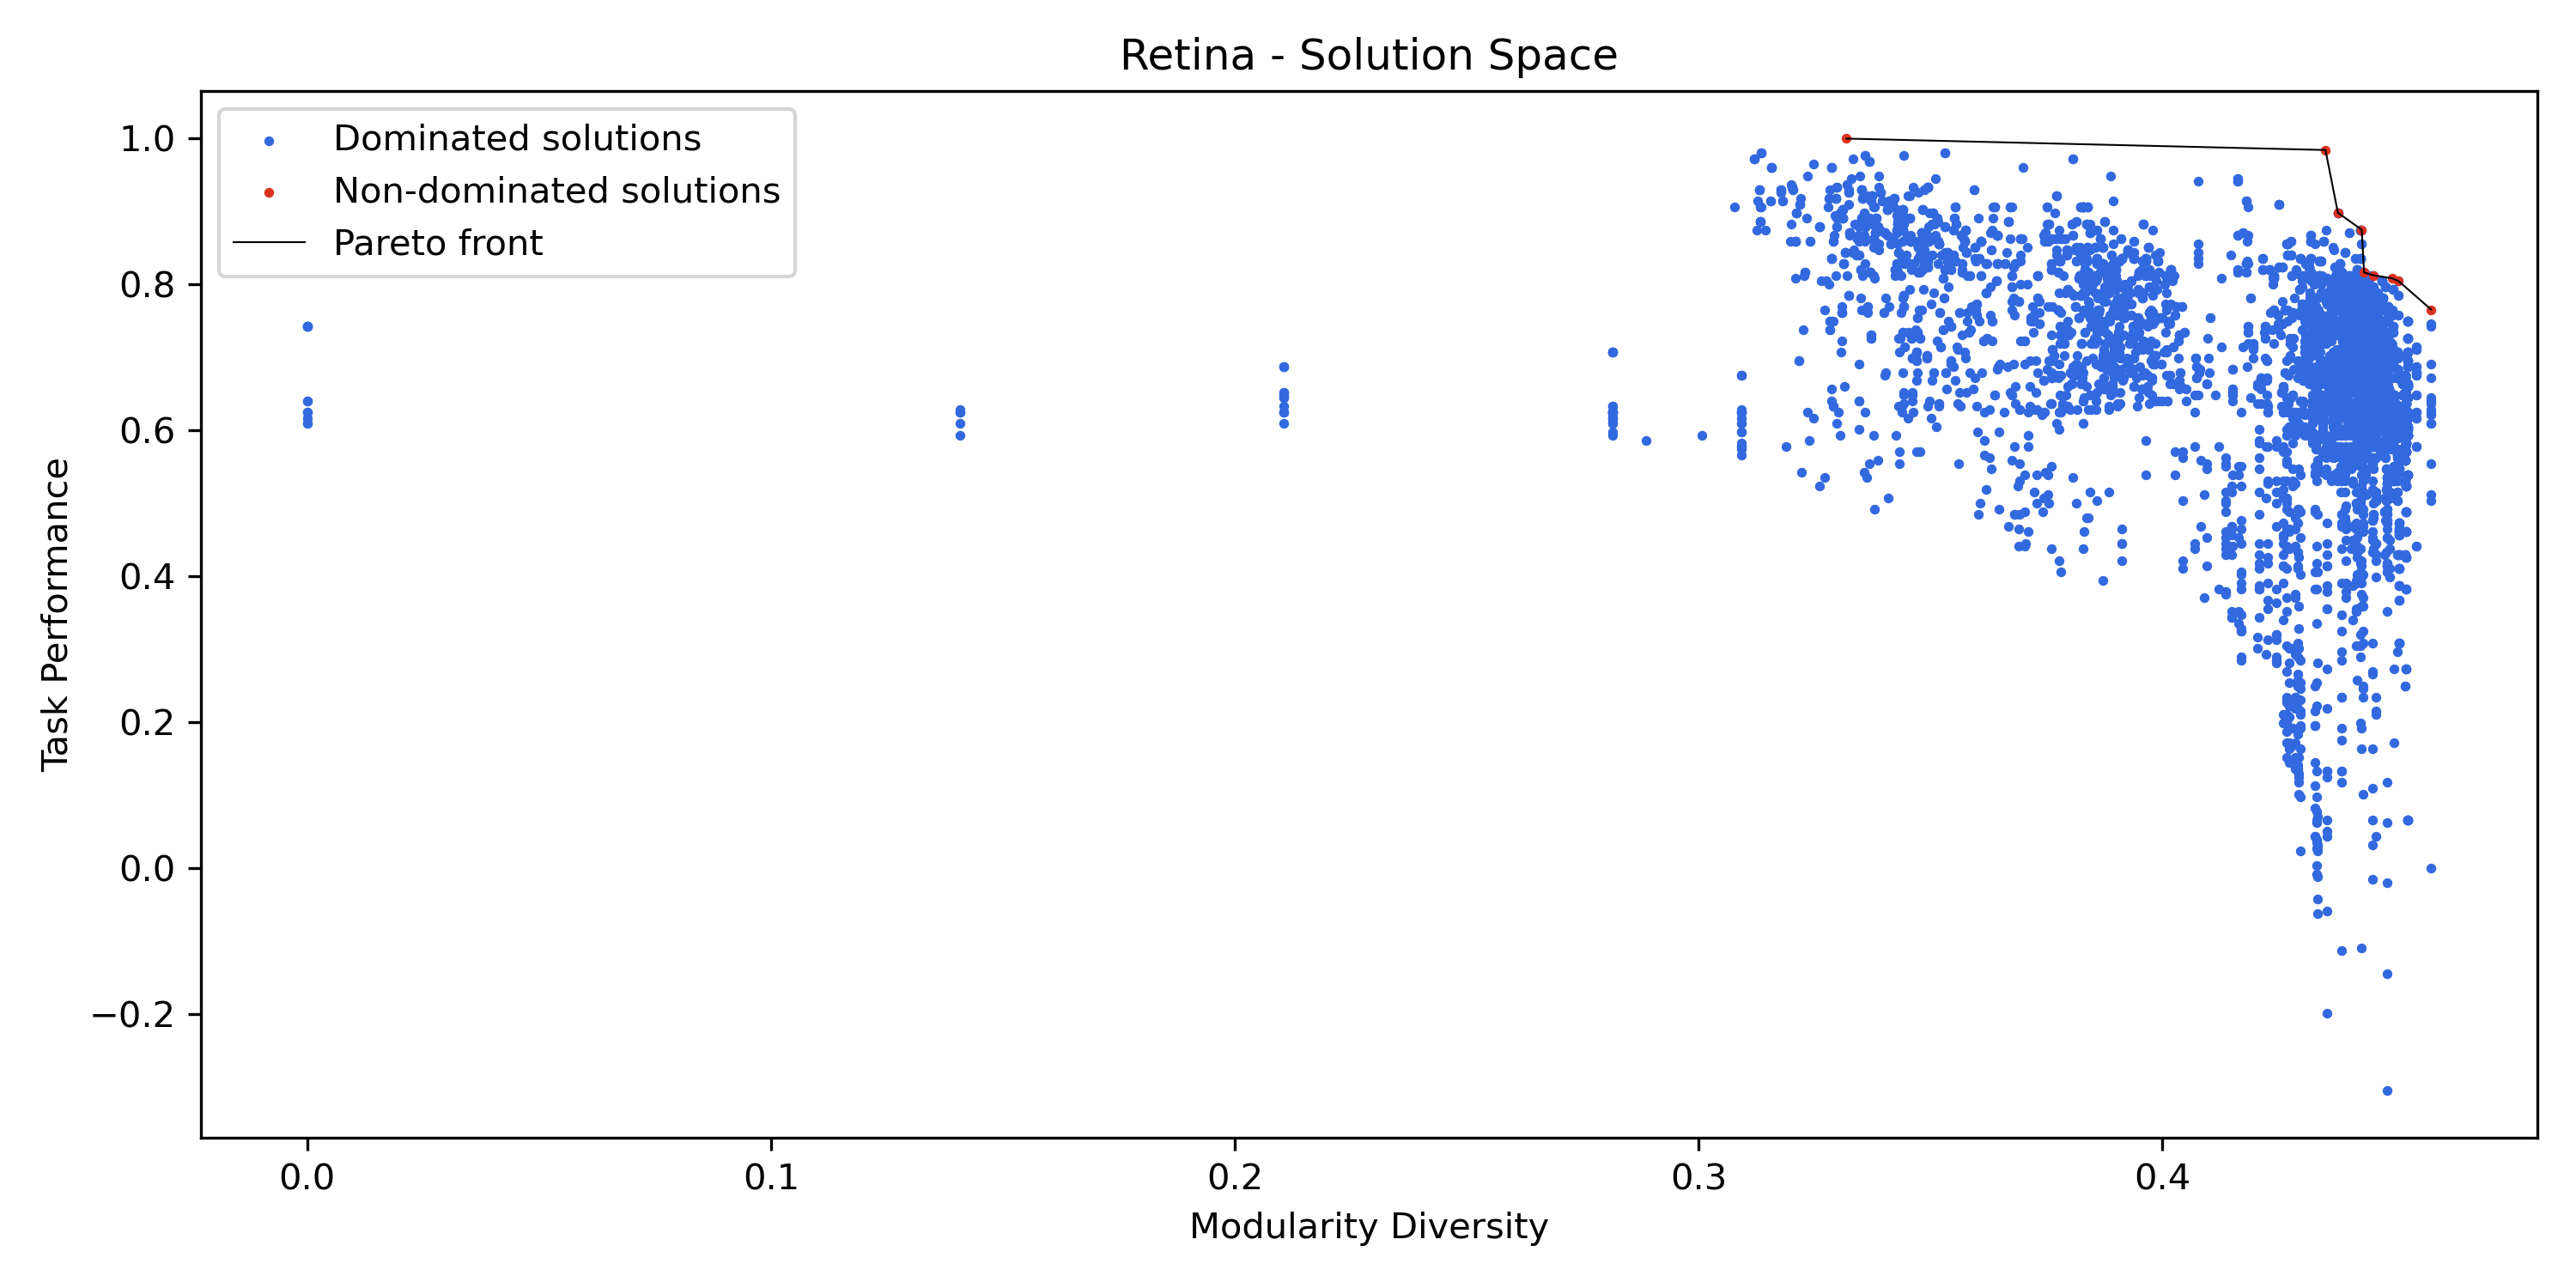 Retina - Solution Space
Dominated solutions
Non-dominated solutions
Pareto front
1.0
0.8
0.6
0.4
0.2
0.0
−0.2
Task Performance
0.0
0.1
0.2
0.3
0.4
Modularity Diversity